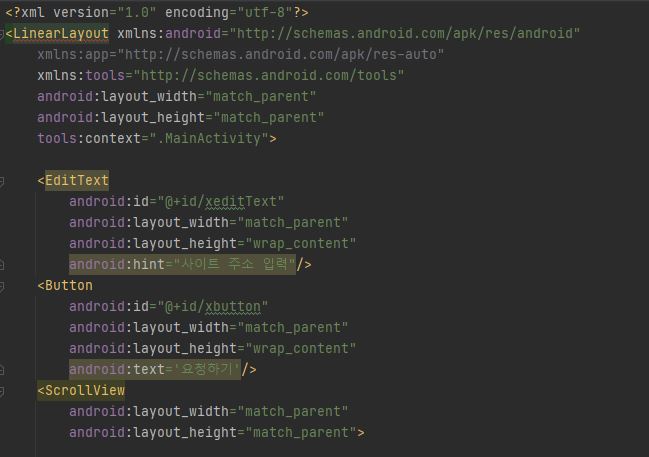 <?xml version="1.0" encoding="utf-8"?>
<LinearLayout xmlns:android="http://schemas.android.com/apk/res/android"
    xmlns:app="http://schemas.android.com/apk/res-auto"
    xmlns:tools="http://schemas.android.com/tools"
    android:layout_width="match_parent"
    android:layout_height="match_parent"
    tools:context=".MainActivity">

    <EditText
        android:id="@+id/xeditText"
        android:layout_width="match_parent"
        android:layout_height="wrap_content"
        android:hint="사이트 주소 입력"/>
    <Button
        android:id="@+id/xbutton"
        android:layout_width="match_parent"
        android:layout_height="wrap_content"
        android:text='요청하기'/>
    <ScrollView
        android:layout_width="match_parent"
        android:layout_height="match_parent">